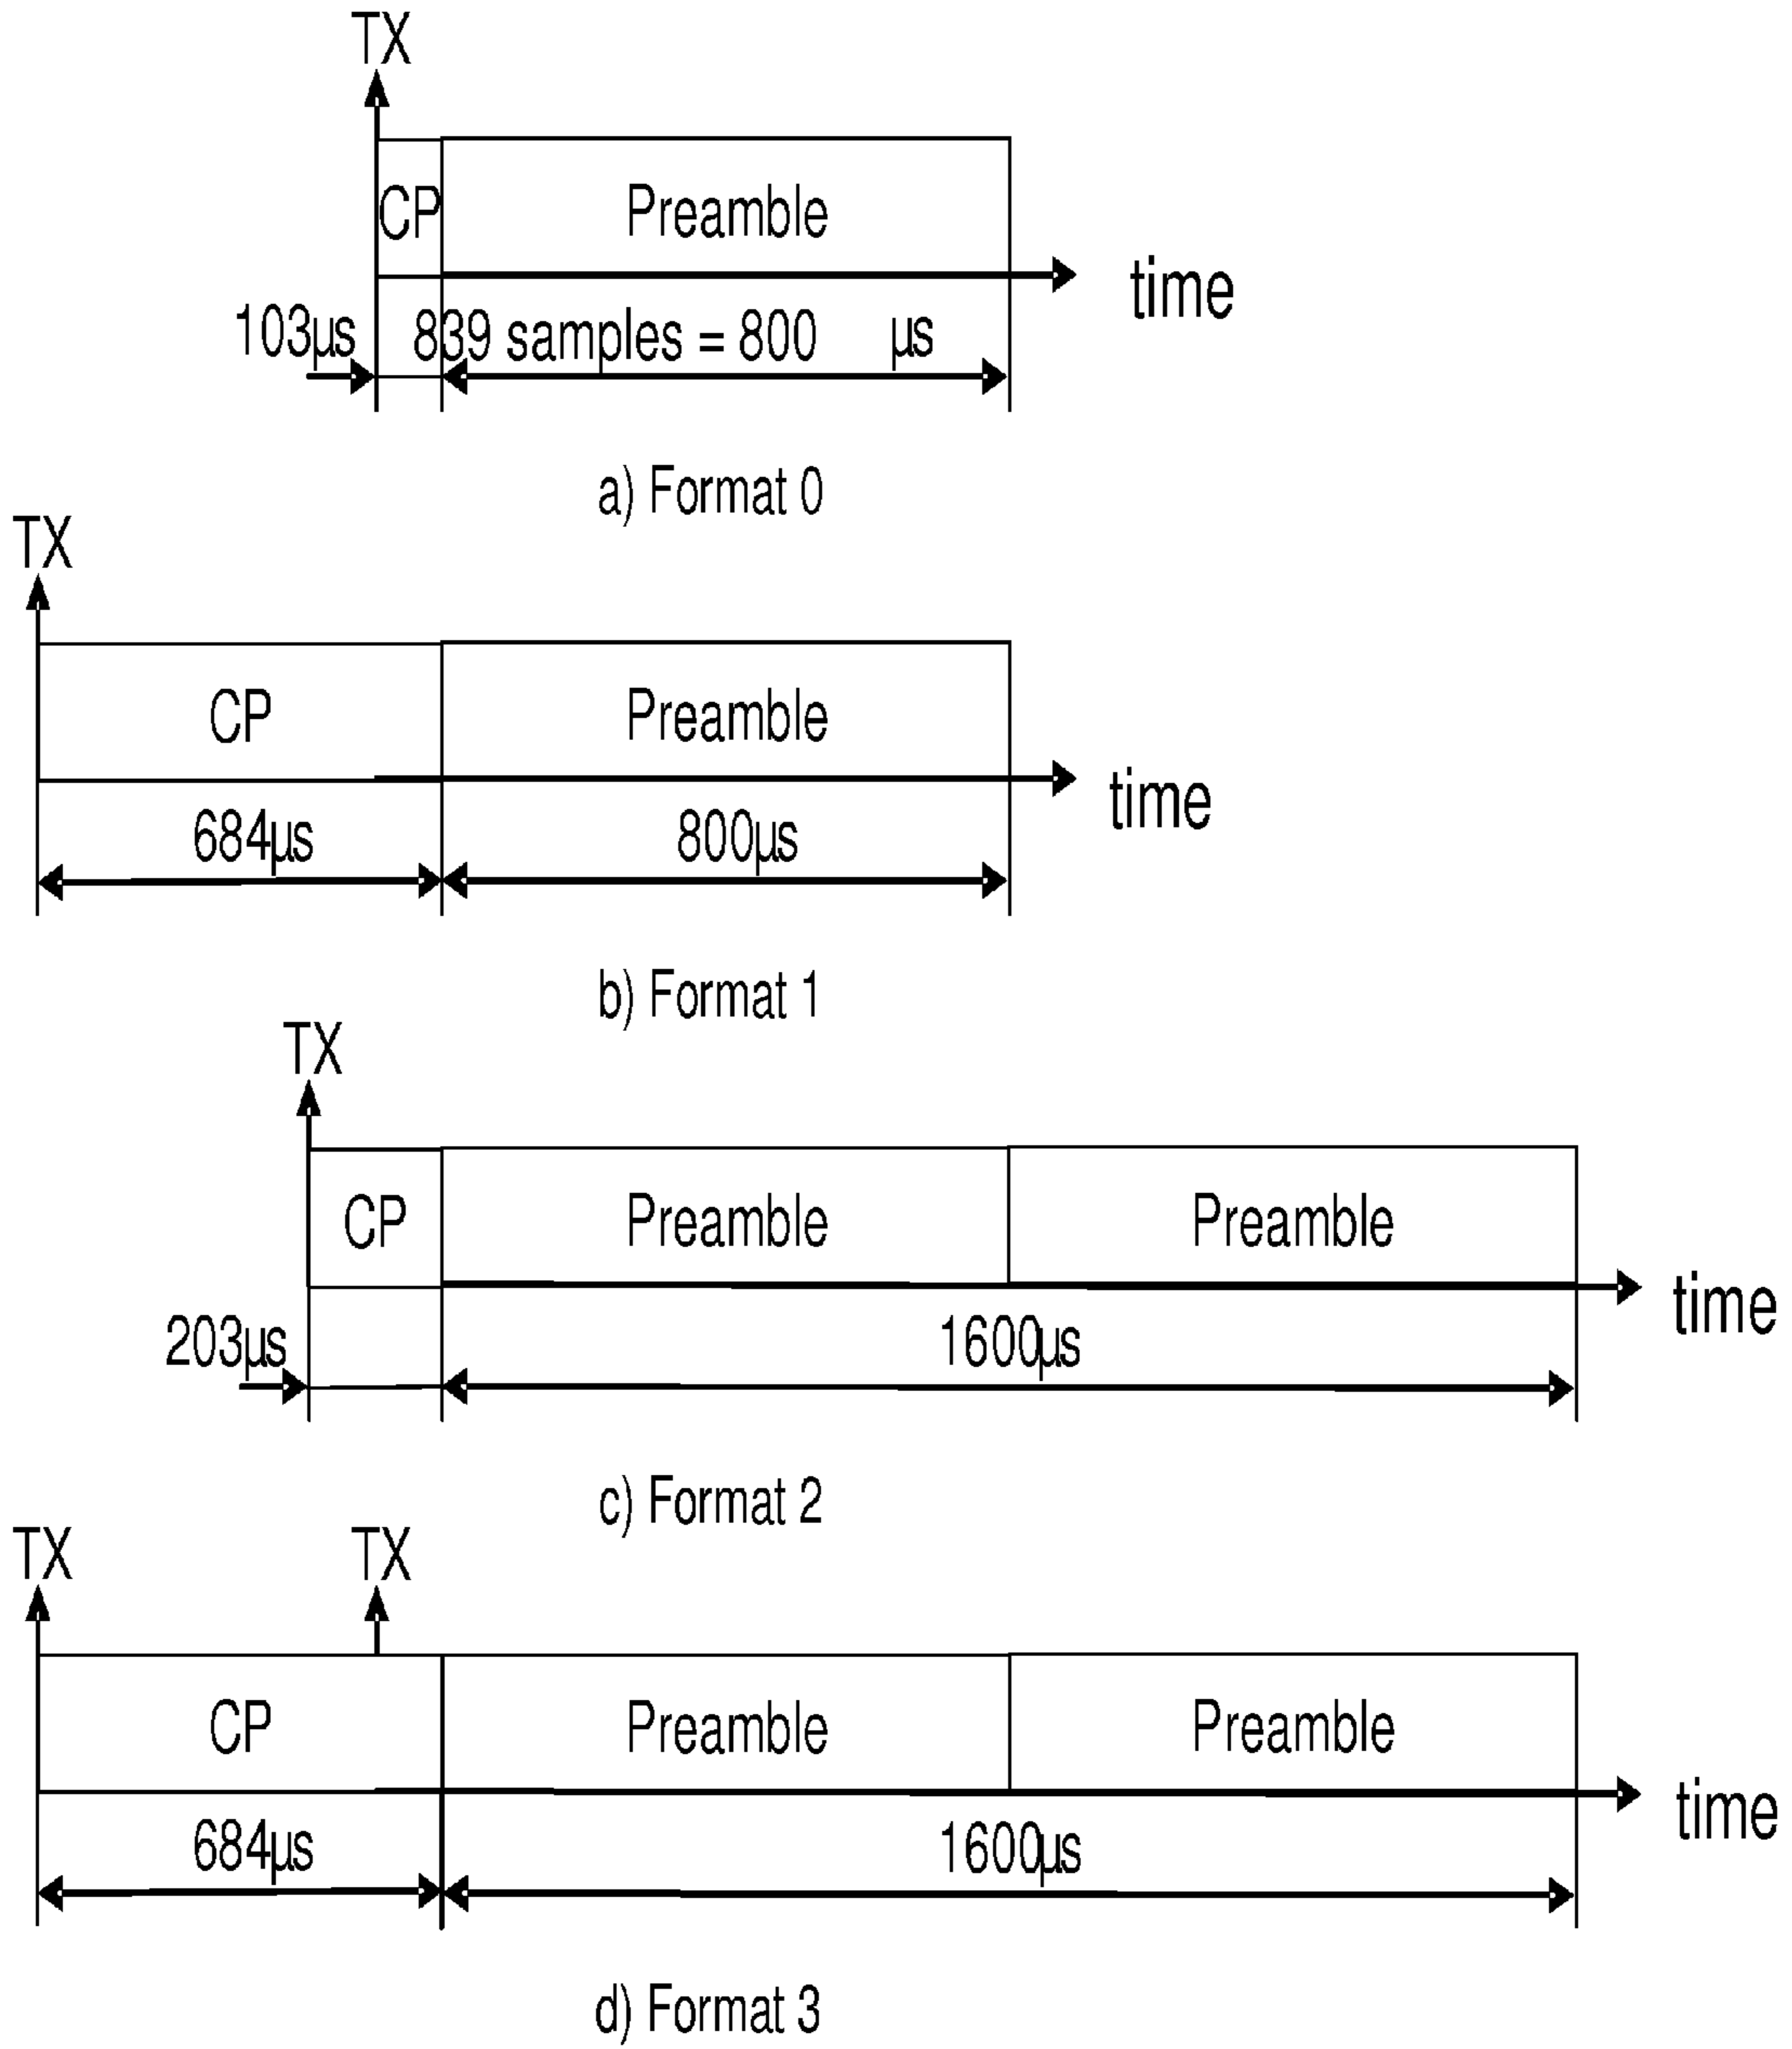 TX
CP Preamble
time
103µs 839 samples = 800 µs
a) Format 0
TX
CP Preamble
time
684µs 800µs
b) Format 1
TX
CP Preamble Preamble
time
203µs 1600µs
c) Format 2
TX TX
CP Preamble Preamble
time
684µs 1600µs
d) Format 3